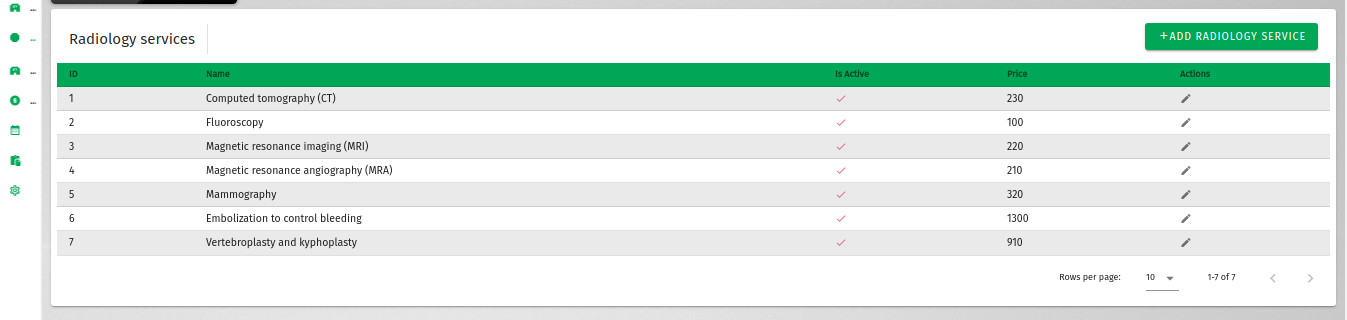 Radiology services
+ADD RADIOLOGY SERVICE
ID Name Is Active Price Actions
1 Computed tomography (CT) 230
2 Fluoroscopy 100
3 Magnetic resonance imaging (MRI) 220
4 Magnetic resonance angiography (MRA) 210
5 Mammography 320
6 Embolization to control bleeding 1300
7 Vertebroplasty and kyphoplasty 910
Rows per page: 10 1-7 of 7